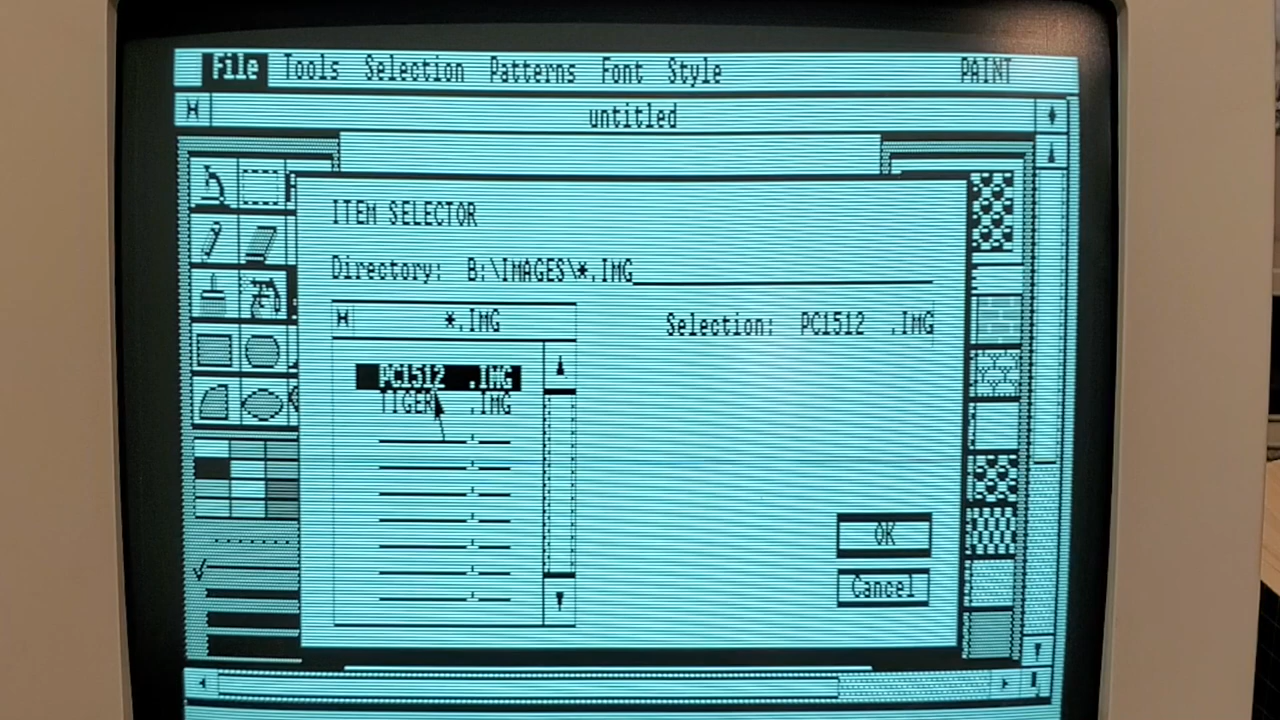 File Tools Selection Patterns Font Style PAINT
untitled
ITEM SELECTOR
Directory: B:\IMAGES\*.IMG
*.IMG
Selection: PC1512 .IMG
PC1512 .IMG
TIGER .IMG
OK
Cancel